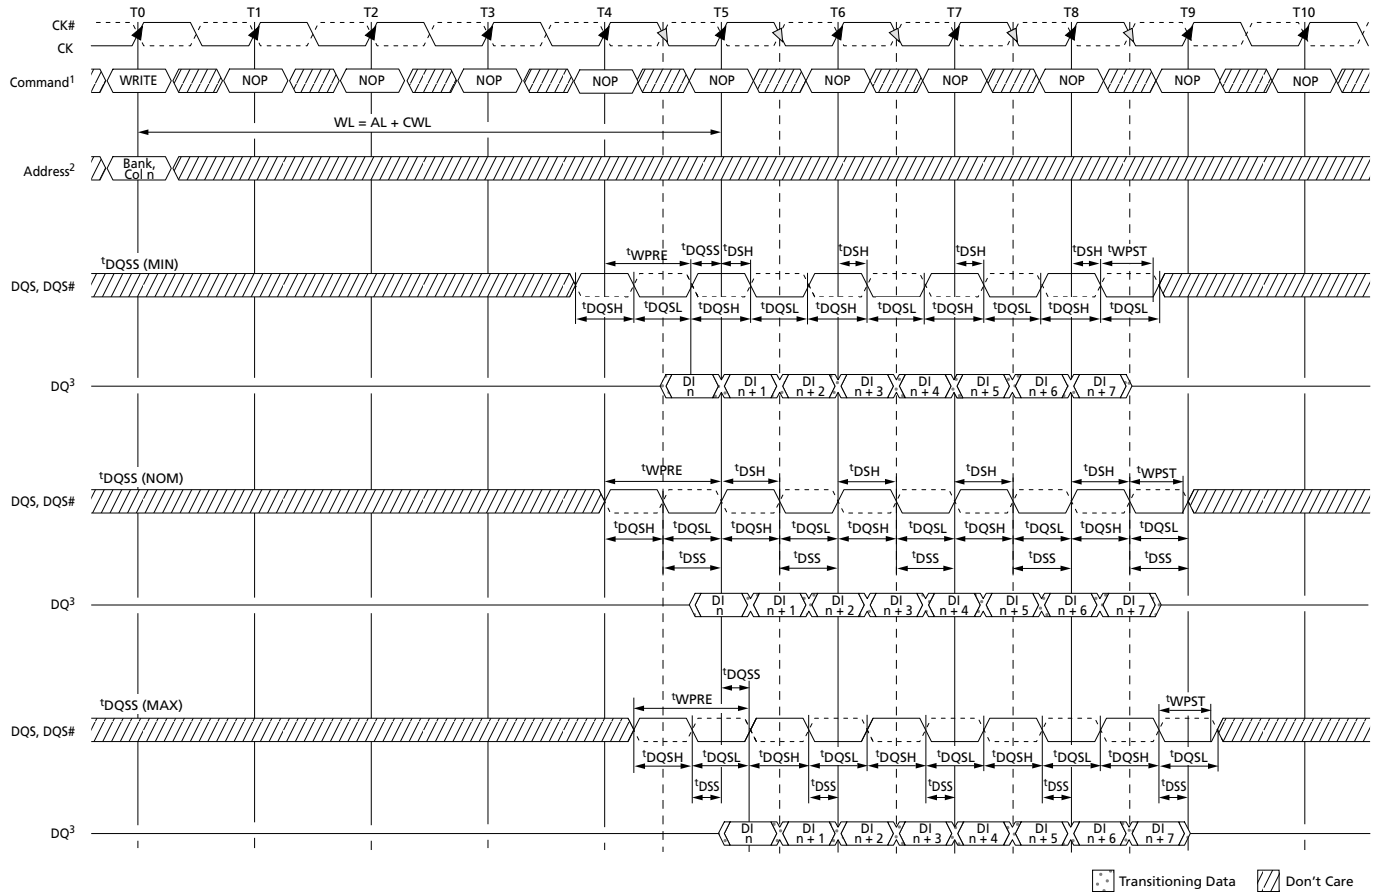 T0 T1 T2 T3 T4 T5 T6 T7 T8 T9 T10
CK#
CK
Command1 WRITE NOP NOP NOP NOP NOP NOP NOP NOP NOP NOP
WL = AL + CWL
Address2 Bank, Col n
tDQSS (MIN) tWPRE tDQSS tDSH tDSH tDSH tDSH tWPST
DQS, DQS#
tDQSH tDQSL tDQSH tDQSL tDQSH tDQSL tDQSH tDQSL tDQSH tDQSL
DQ3 DI n DI n + 1 DI n + 2 DI n + 3 DI n + 4 DI n + 5 DI n + 6 DI n + 7
tDQSS (NOM) tWPRE tDSH tDSH tDSH tDSH tWPST
DQS, DQS#
tDQSH tDQSL tDQSH tDQSL tDQSH tDQSL tDQSH tDQSL tDQSH tDQSL
tDSS tDSS tDSS tDSS tDSS
DQ3 DI n DI n + 1 DI n + 2 DI n + 3 DI n + 4 DI n + 5 DI n + 6 DI n + 7
tDQSS
tDQSS (MAX) tWPRE tWPST
DQS, DQS#
tDQSH tDQSL tDQSH tDQSL tDQSH tDQSL tDQSH tDQSL tDQSH tDQSL
tDSS tDSS tDSS tDSS tDSS
DQ3 DI n DI n + 1 DI n + 2 DI n + 3 DI n + 4 DI n + 5 DI n + 6 DI n + 7
Transitioning Data Don't Care